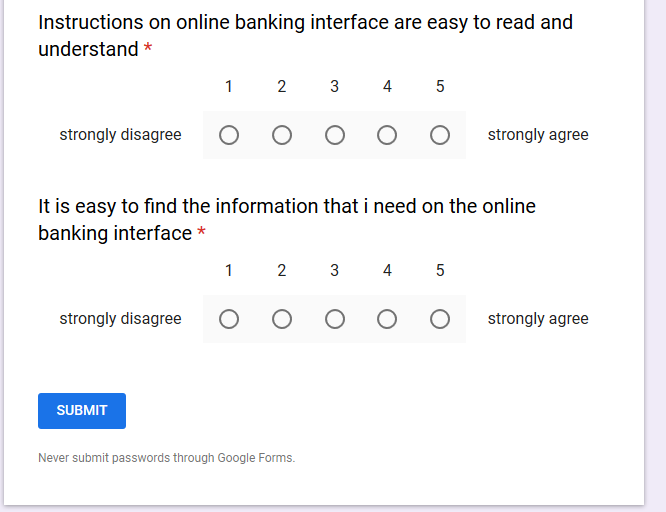 Instructions on online banking interface are easy to read and
understand *
1 2 3 4 5
strongly disagree strongly agree
It is easy to find the information that i need on the online
banking interface *
1 2 3 4 5
strongly disagree strongly agree
SUBMIT
Never submit passwords through Google Forms.